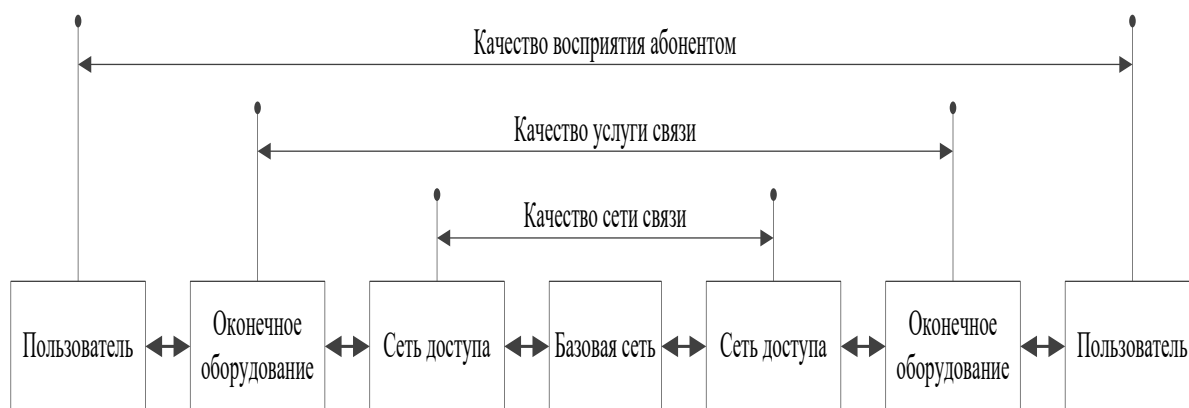 Качество восприятия абонентом
Качество услуги связи
Качество сети связи
Пользователь
Оконечное
оборудование
Сеть доступа
Базовая сеть
Сеть доступа
Оконечное
оборудование
Пользователь